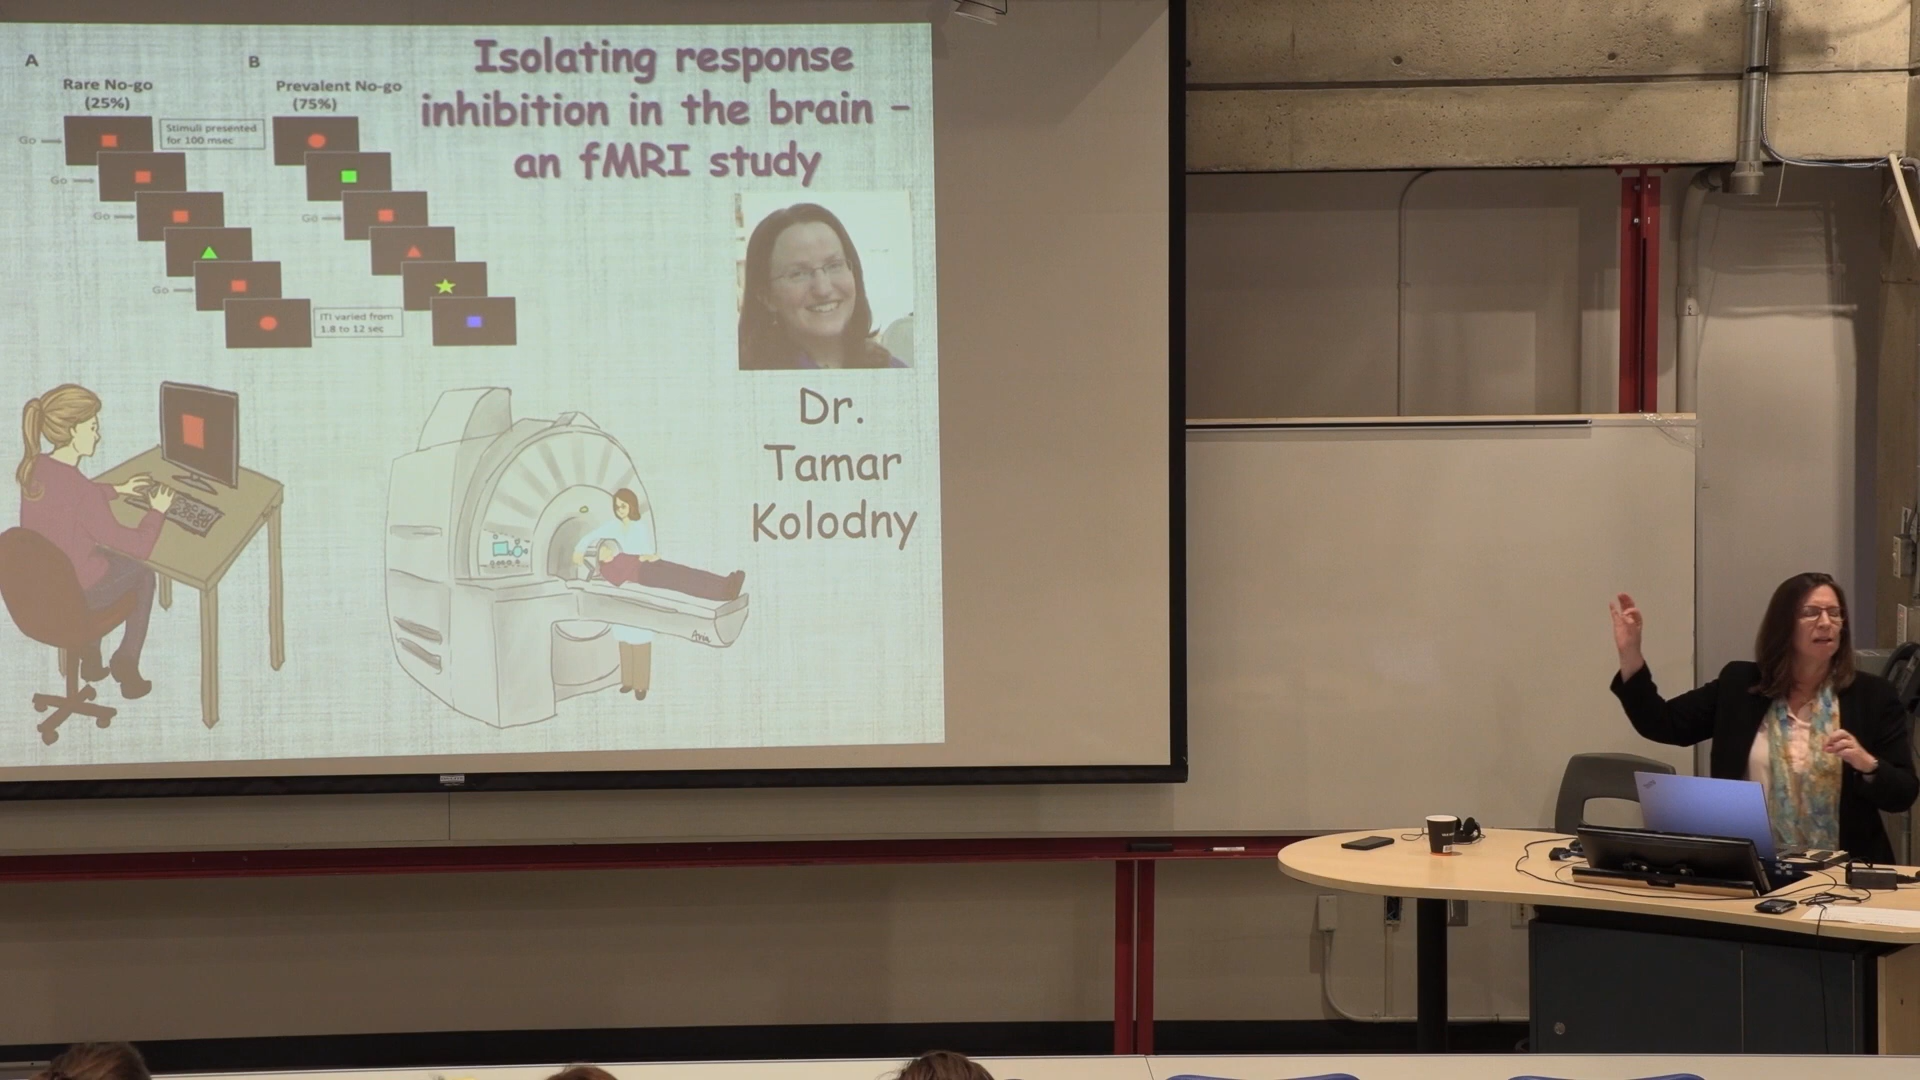 A
B
Rare No-go
(25%)
Prevalent No-go
(75%)
Isolating response
inhibition in the brain –
an fMRI study
Stimuli presented
for 100 msec
Go
Go
Go
Go
Go
ITI varied from
1.8 to 12 sec
Dr.
Tamar
Kolodny